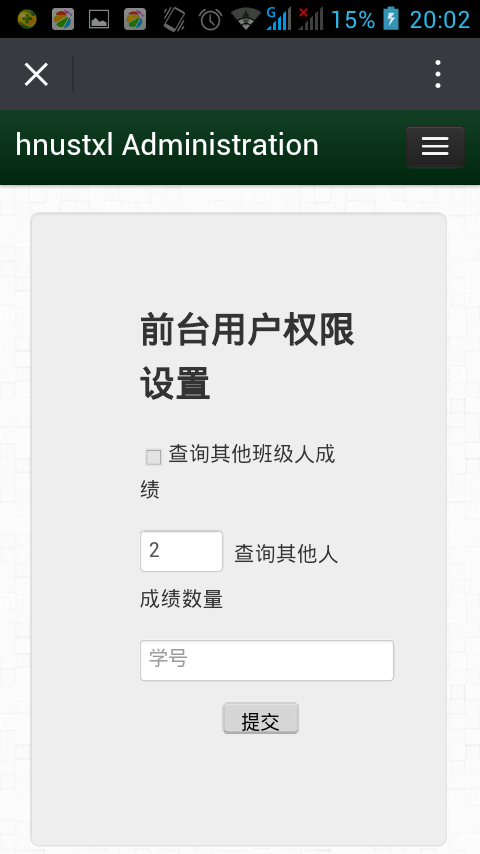 G 15% 20:02
hnustxl Administration
前台用户权限
设置
查询其他班级人成
绩
2 查询其他人
成绩数量
学号
提交